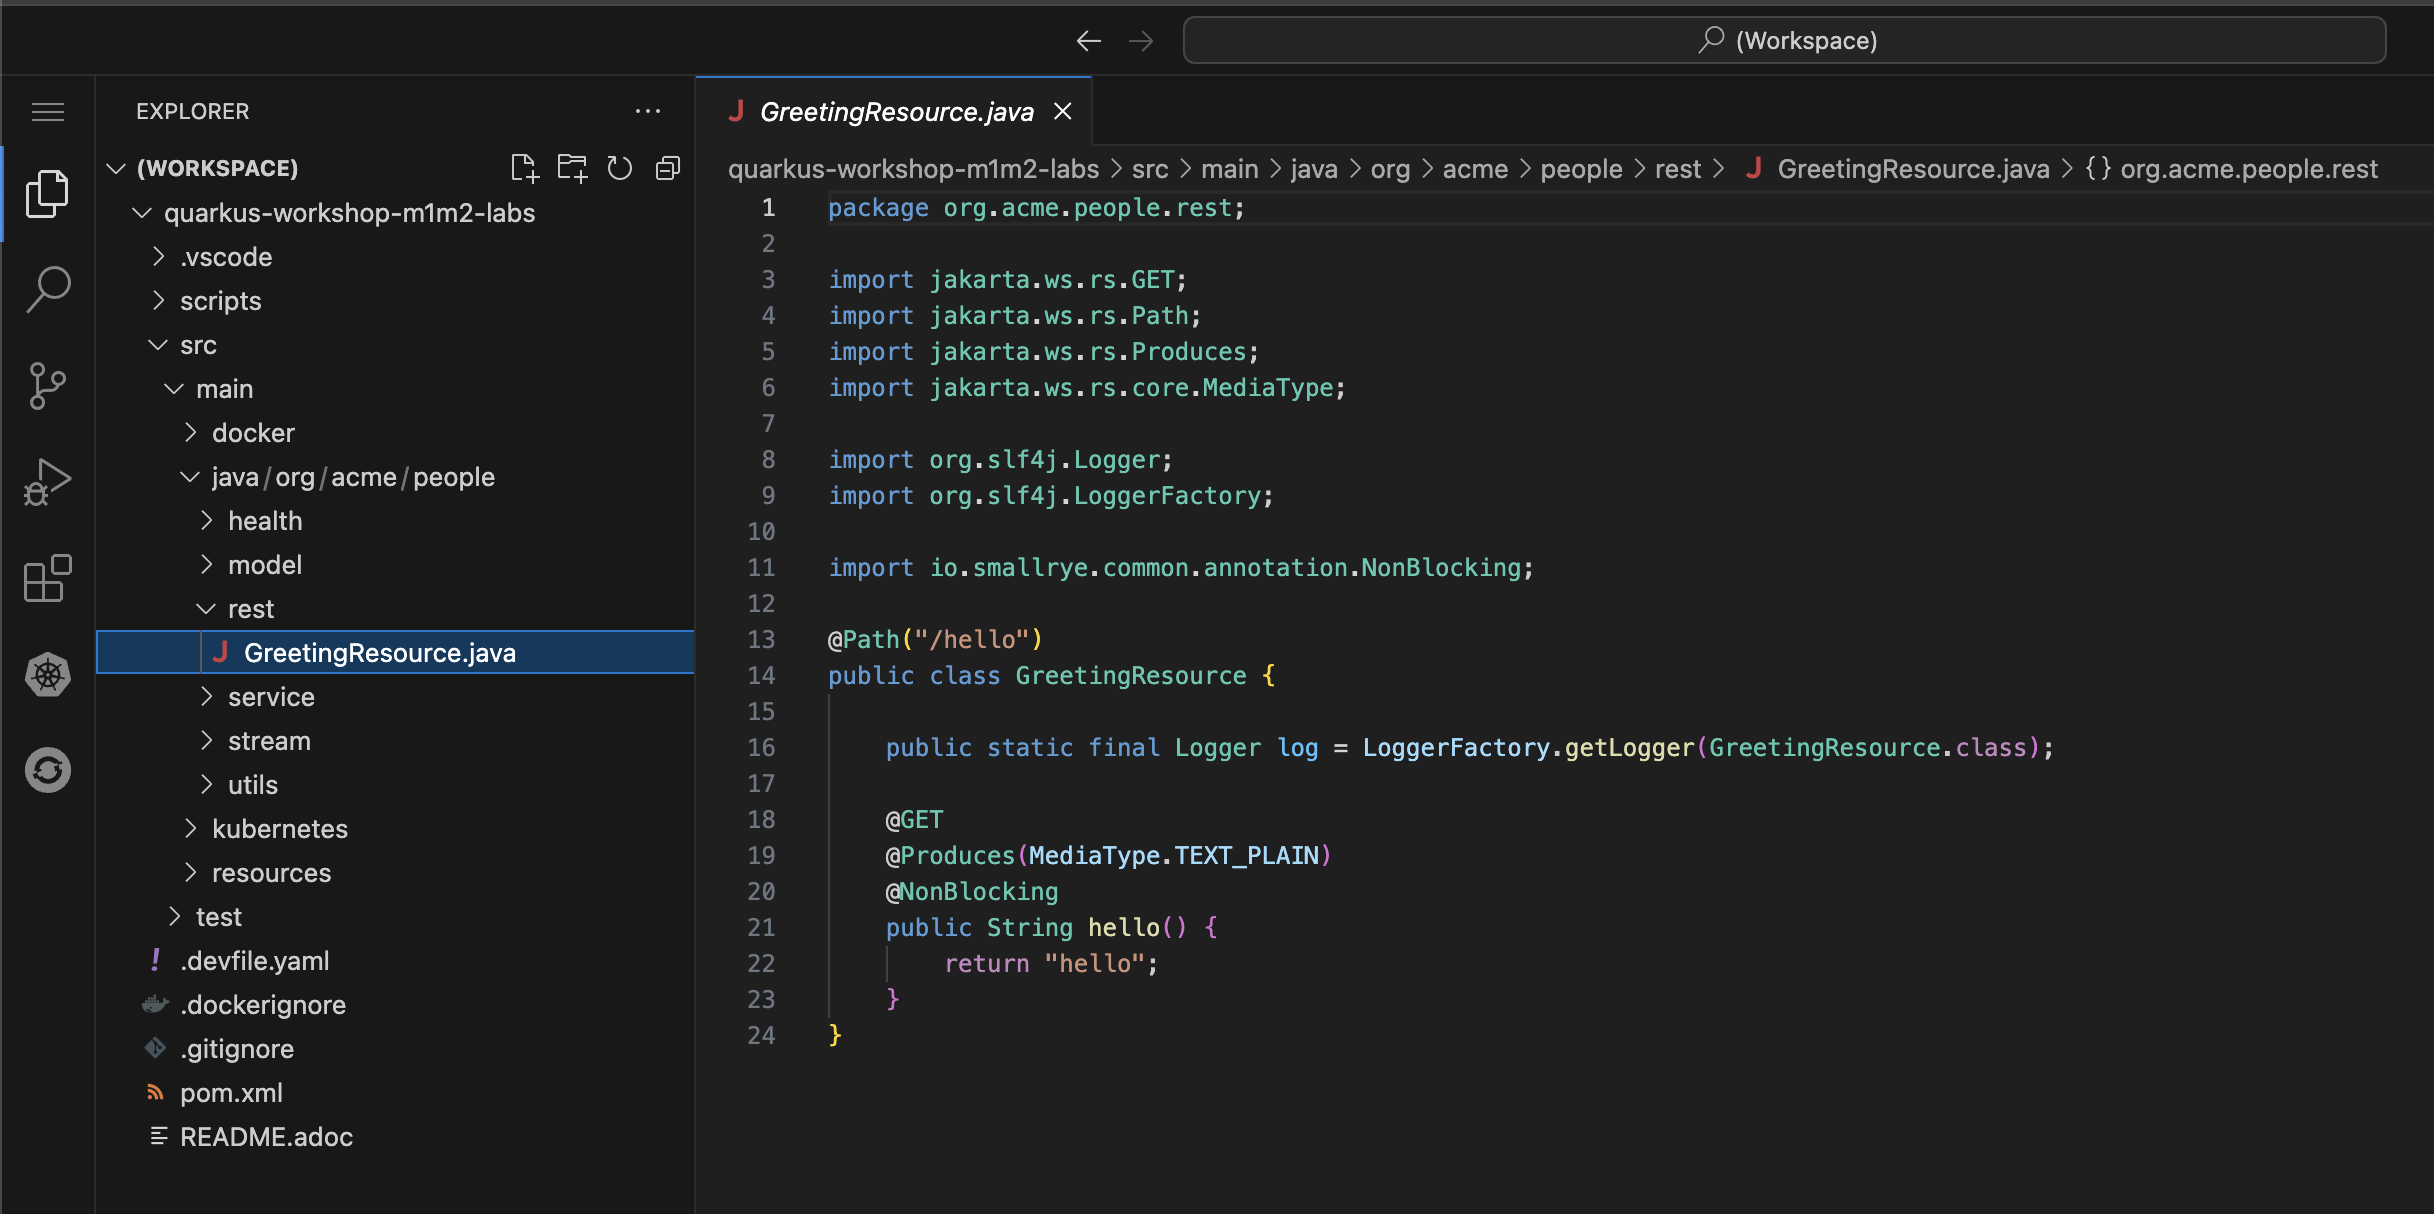 (Workspace)
EXPLORER
(WORKSPACE)
quarkus-workshop-m1m2-labs
.vscode
scripts
src
main
docker
java/org/acme/people
health
model
rest
J GreetingResource.java
service
stream
utils
kubernetes
resources
test
! .devfile.yaml
.dockerignore
.gitignore
pom.xml
README.adoc
J GreetingResource.java
quarkus-workshop-m1m2-labs > src > main > java > org > acme > people > rest > J GreetingResource.java > {} org.acme.people.rest
1 package org.acme.people.rest;
2
3 import jakarta.ws.rs.GET;
4 import jakarta.ws.rs.Path;
5 import jakarta.ws.rs.Produces;
6 import jakarta.ws.rs.core.MediaType;
7
8 import org.slf4j.Logger;
9 import org.slf4j.LoggerFactory;
10
11 import io.smallrye.common.annotation.NonBlocking;
12
13 @Path("/hello")
14 public class GreetingResource {
15
16     public static final Logger log = LoggerFactory.getLogger(GreetingResource.class);
17
18     @GET
19     @Produces(MediaType.TEXT_PLAIN)
20     @NonBlocking
21     public String hello() {
22         return "hello";
23     }
24 }